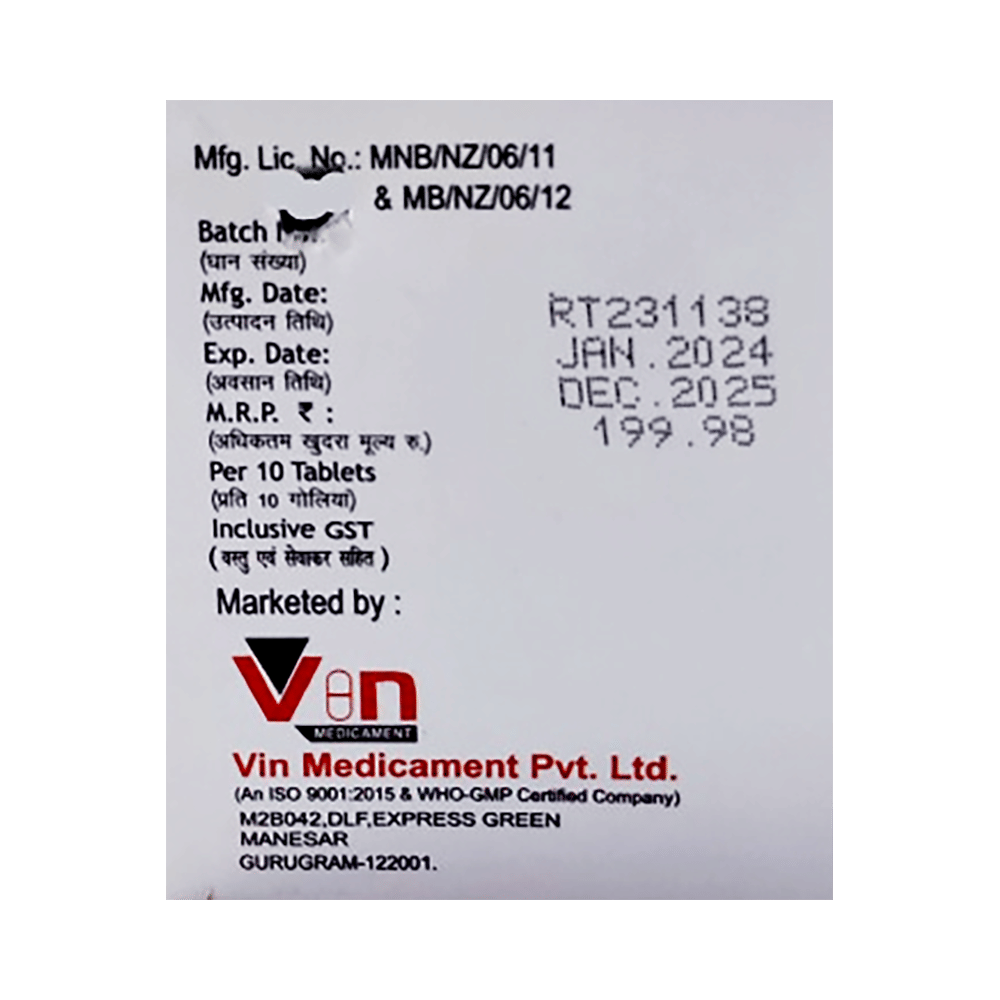 Mfg. Lic. No.: MNB/NZ/06/11
& MB/NZ/06/12
Batch
(घान संख्या)
Mfg. Date:
(उत्पादन तिथि)
Exp. Date:
(अवसान तिथि)
M.R.P. ₹ :
(अधिकतम खुदरा मूल्य रु.)
Per 10 Tablets
(प्रति 10 गोलिया)
Inclusive GST
( वस्तु एवं सेवाकर सहित )
RT231138
JAN.2024
DEC.2025
199.98
Marketed by :
Vin
MEDICAMENT
Vin Medicament Pvt. Ltd.
(An ISO 9001:2015 & WHO-GMP Certified Company)
M2B042,DLF,EXPRESS GREEN
MANESAR
GURUGRAM-122001.